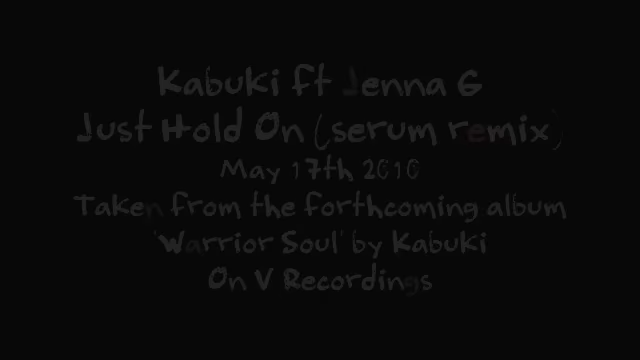 Kabuki ft Jenna G
Just Hold On (serum remix)
May 17th 2010
Taken from the forthcoming album
'Warrior Soul' by Kabuki
On V Recordings